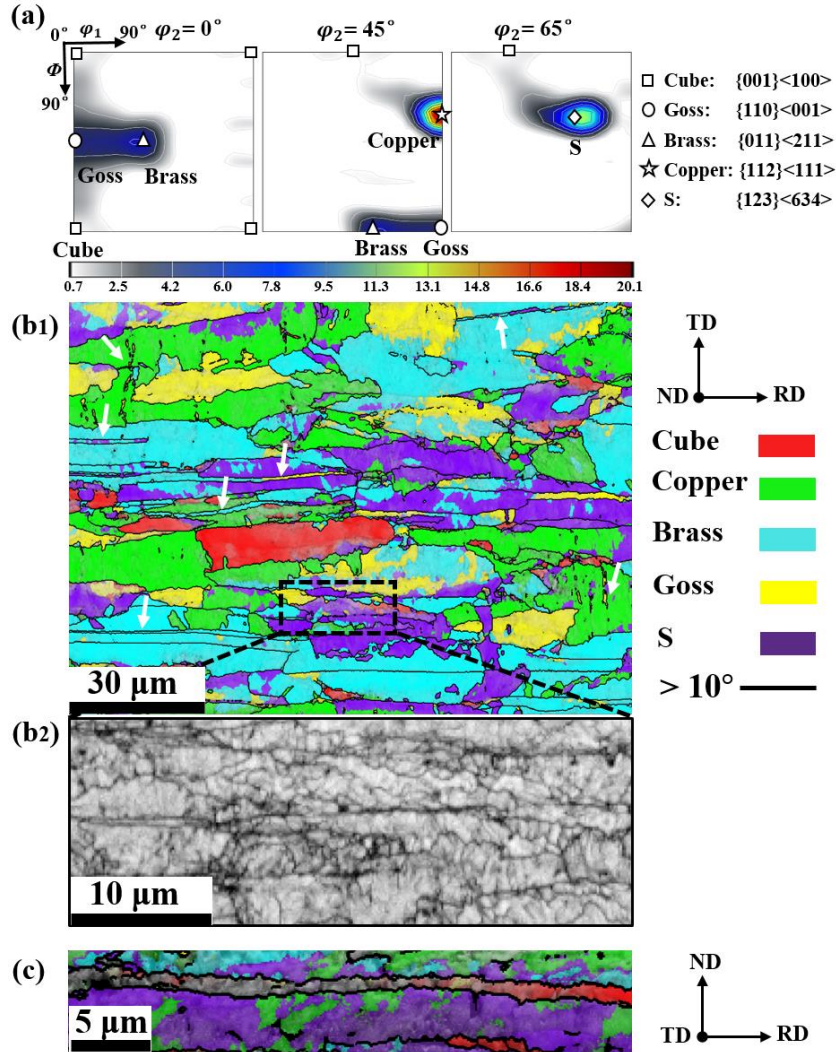 (a)
0° φ1 90° φ2= 0°
φ2= 45°
φ2= 65°
Φ
90°
Goss Brass
Cube
Copper
Brass Goss
S
□ Cube: {001}<100>
○ Goss: {110}<001>
△ Brass: {011}<211>
☆ Copper: {112}<111>
◇ S: {123}<634>
0.7 2.5 4.2 6.0 7.8 9.5 11.3 13.1 14.8 16.6 18.4 20.1
(b1)
30 μm
TD
ND RD
Cube
Copper
Brass
Goss
S
> 10°
(b2)
10 μm
(c)
5 μm
ND
TD RD